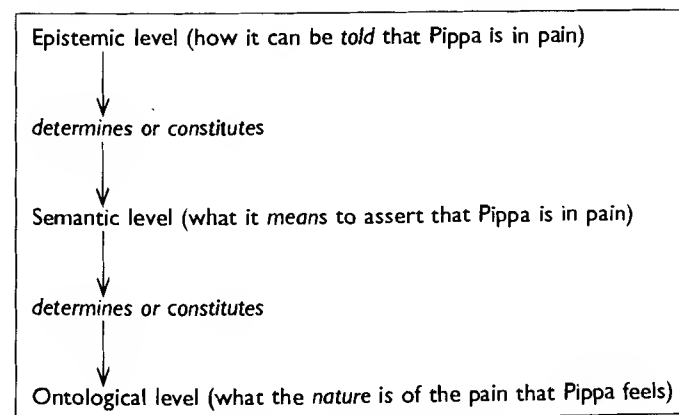 Epistemic level (how it can be told that Pippa is in pain)
determines or constitutes
Semantic level (what it means to assert that Pippa is in pain)
determines or constitutes
Ontological level (what the nature is of the pain that Pippa feels)